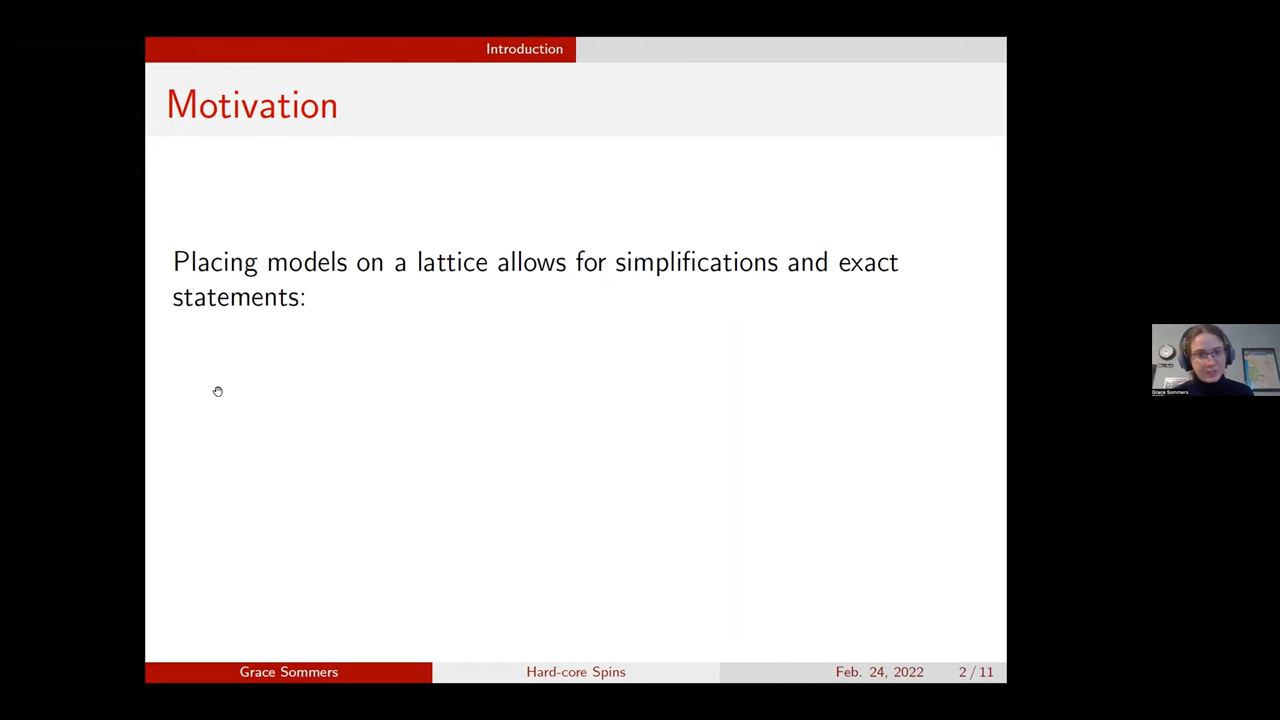 Introduction
Motivation
Placing models on a lattice allows for simplifications and exact
statements:
Grace Sommers
Grace Sommers
Hard-core Spins
Feb. 24, 2022
2 / 11